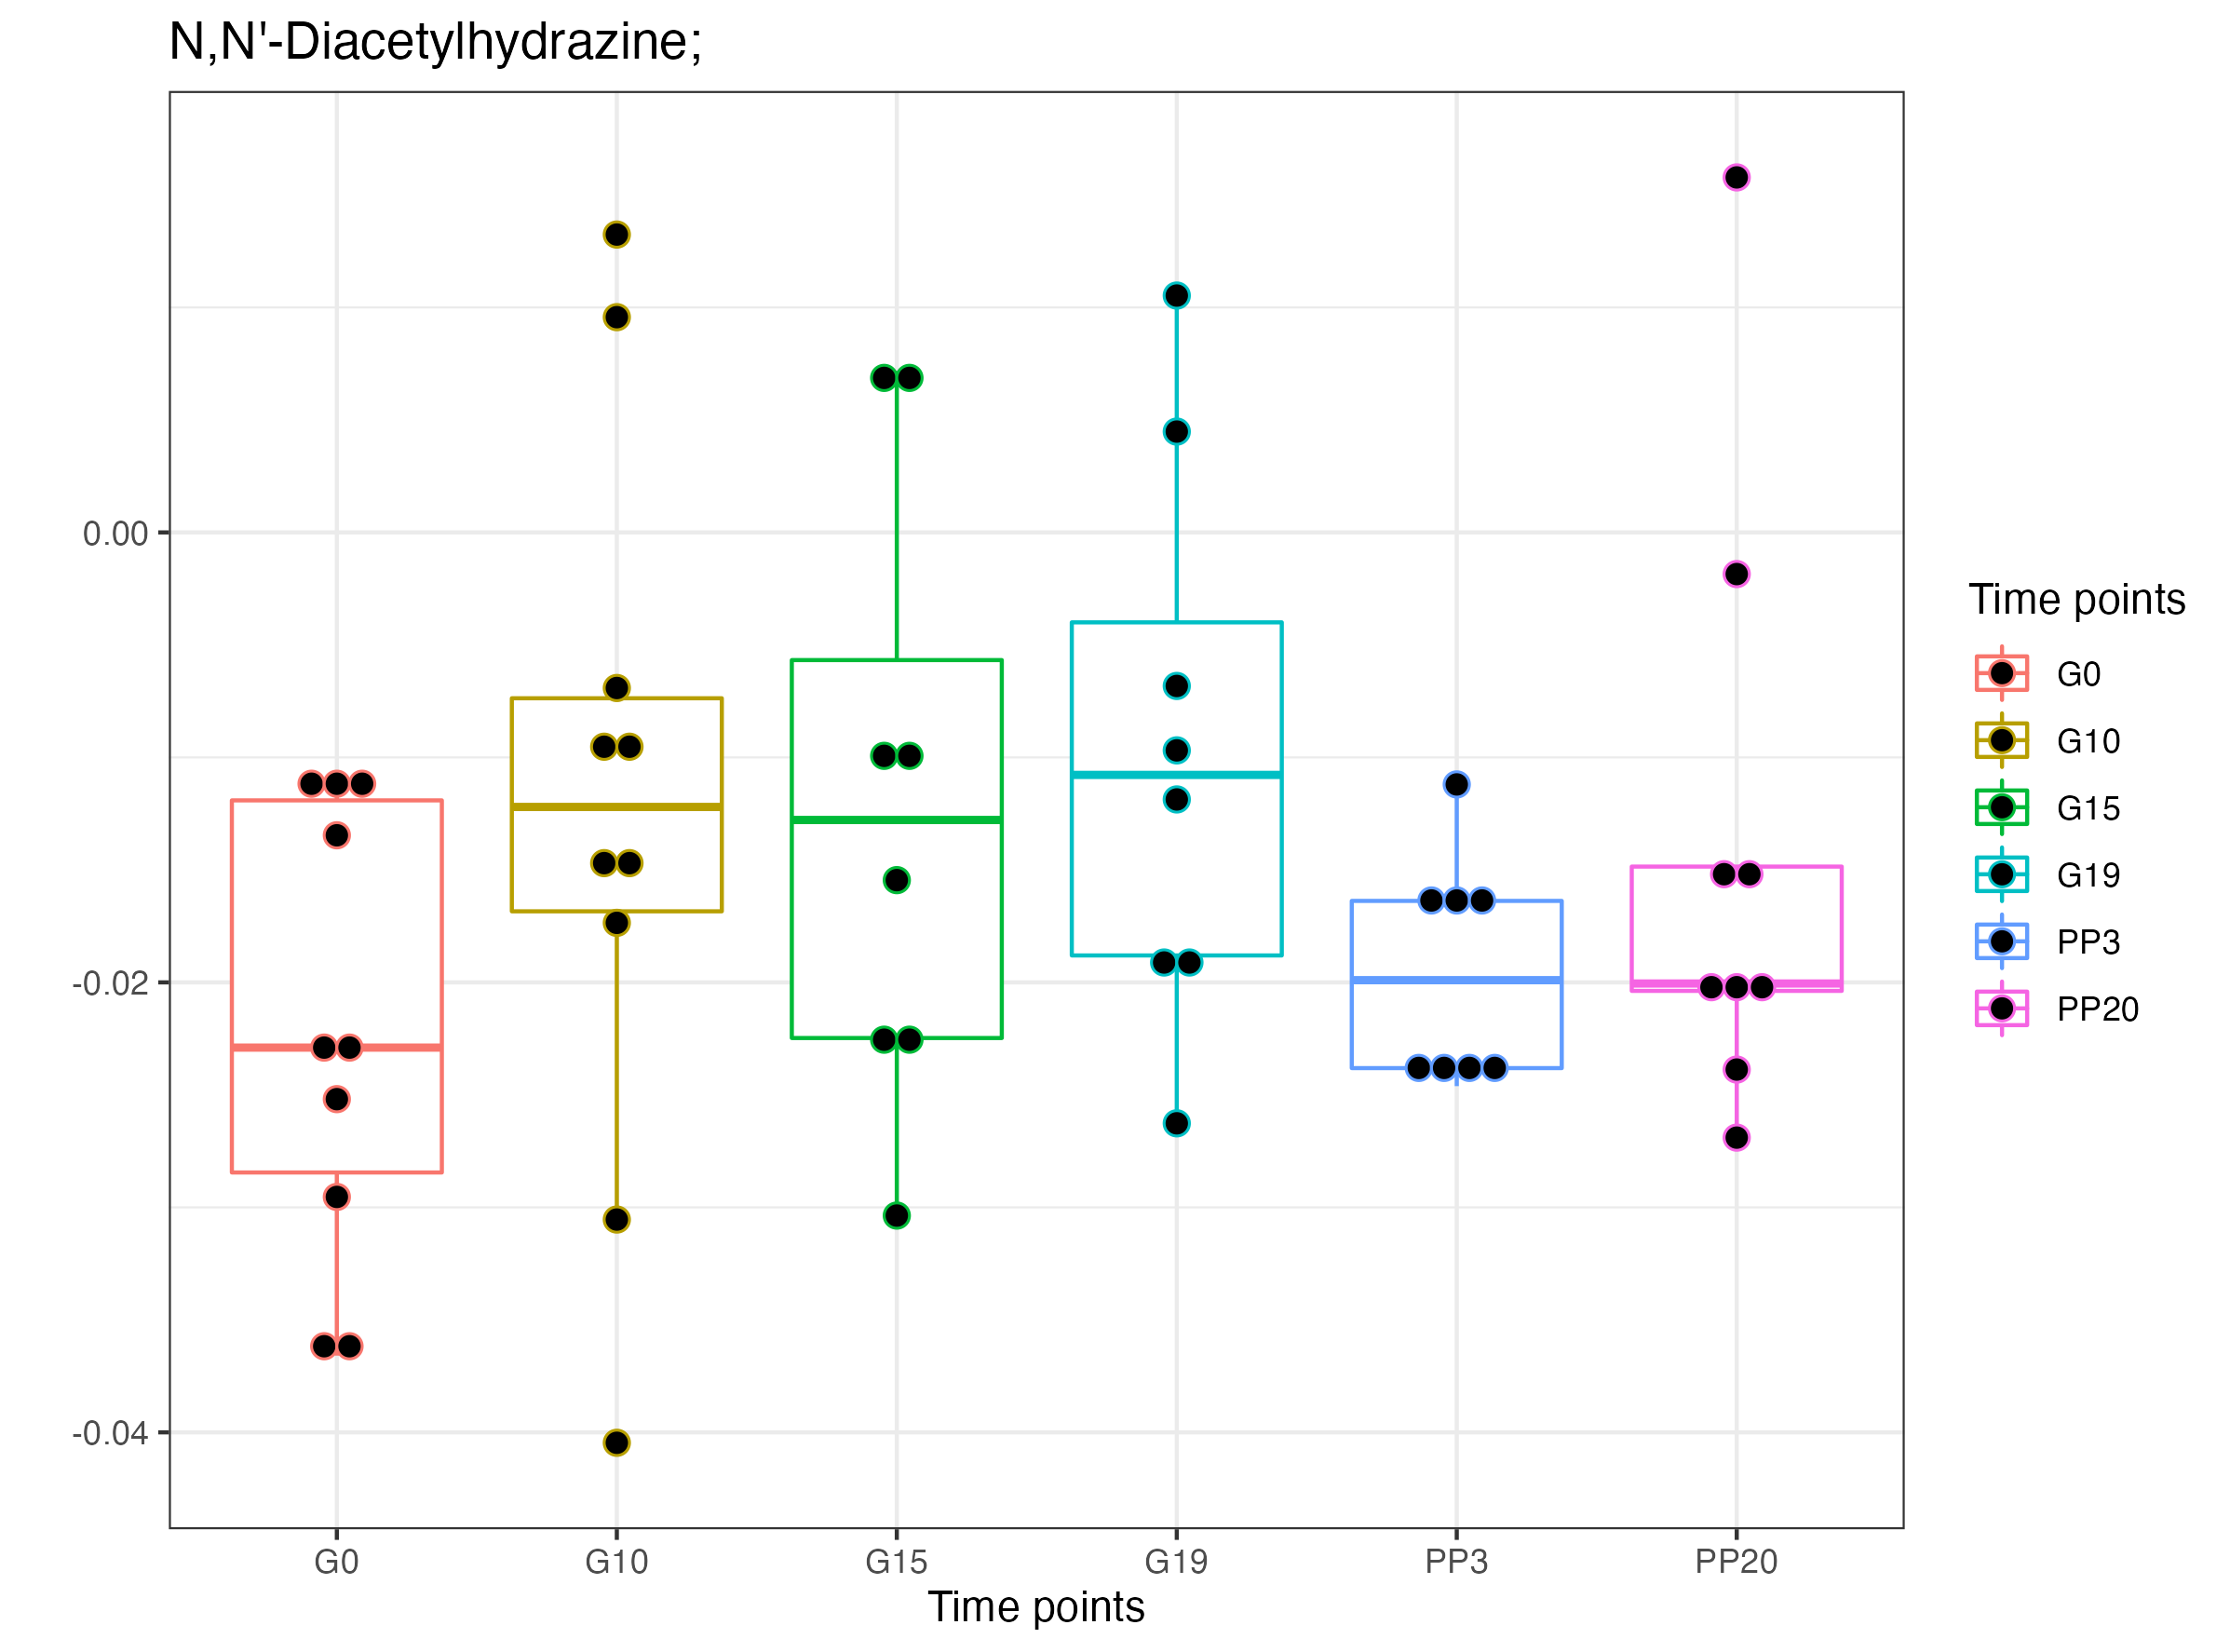 N,N'-Diacetylhydrazine;
0.00
-0.02
-0.04
G0 G10 G15 G19 PP3 PP20
Time points
Time points
G0
G10
G15
G19
PP3
PP20